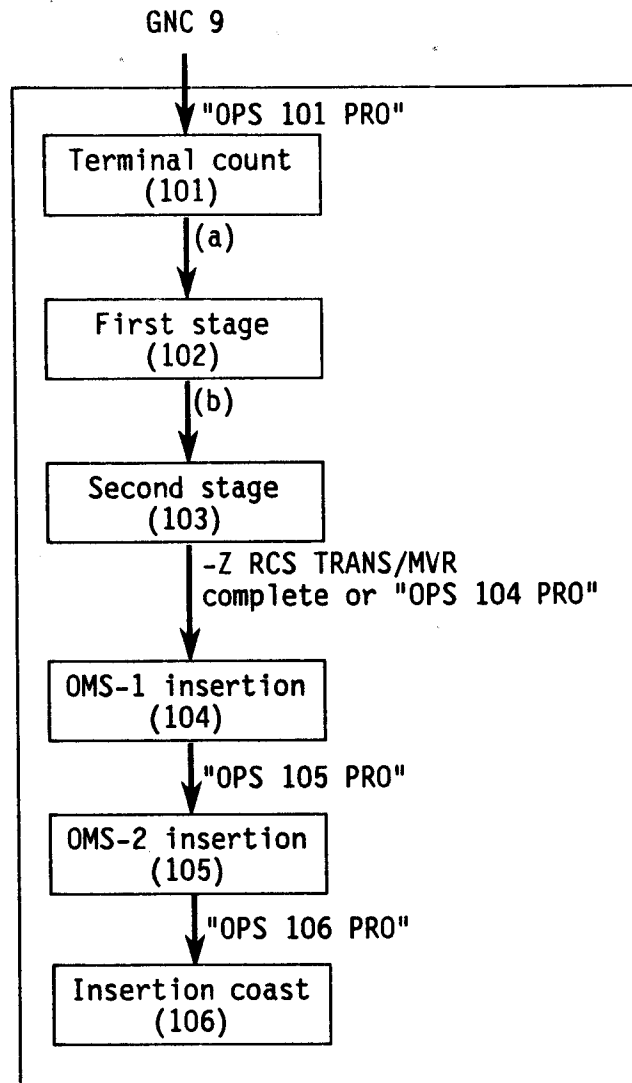 GNC 9
"OPS 101 PRO"
Terminal count
(101)
(a)
First stage
(102)
(b)
Second stage
(103)
-Z RCS TRANS/MVR
complete or "OPS 104 PRO"
OMS-1 insertion
(104)
"OPS 105 PRO"
OMS-2 insertion
(105)
"OPS 106 PRO"
Insertion coast
(106)